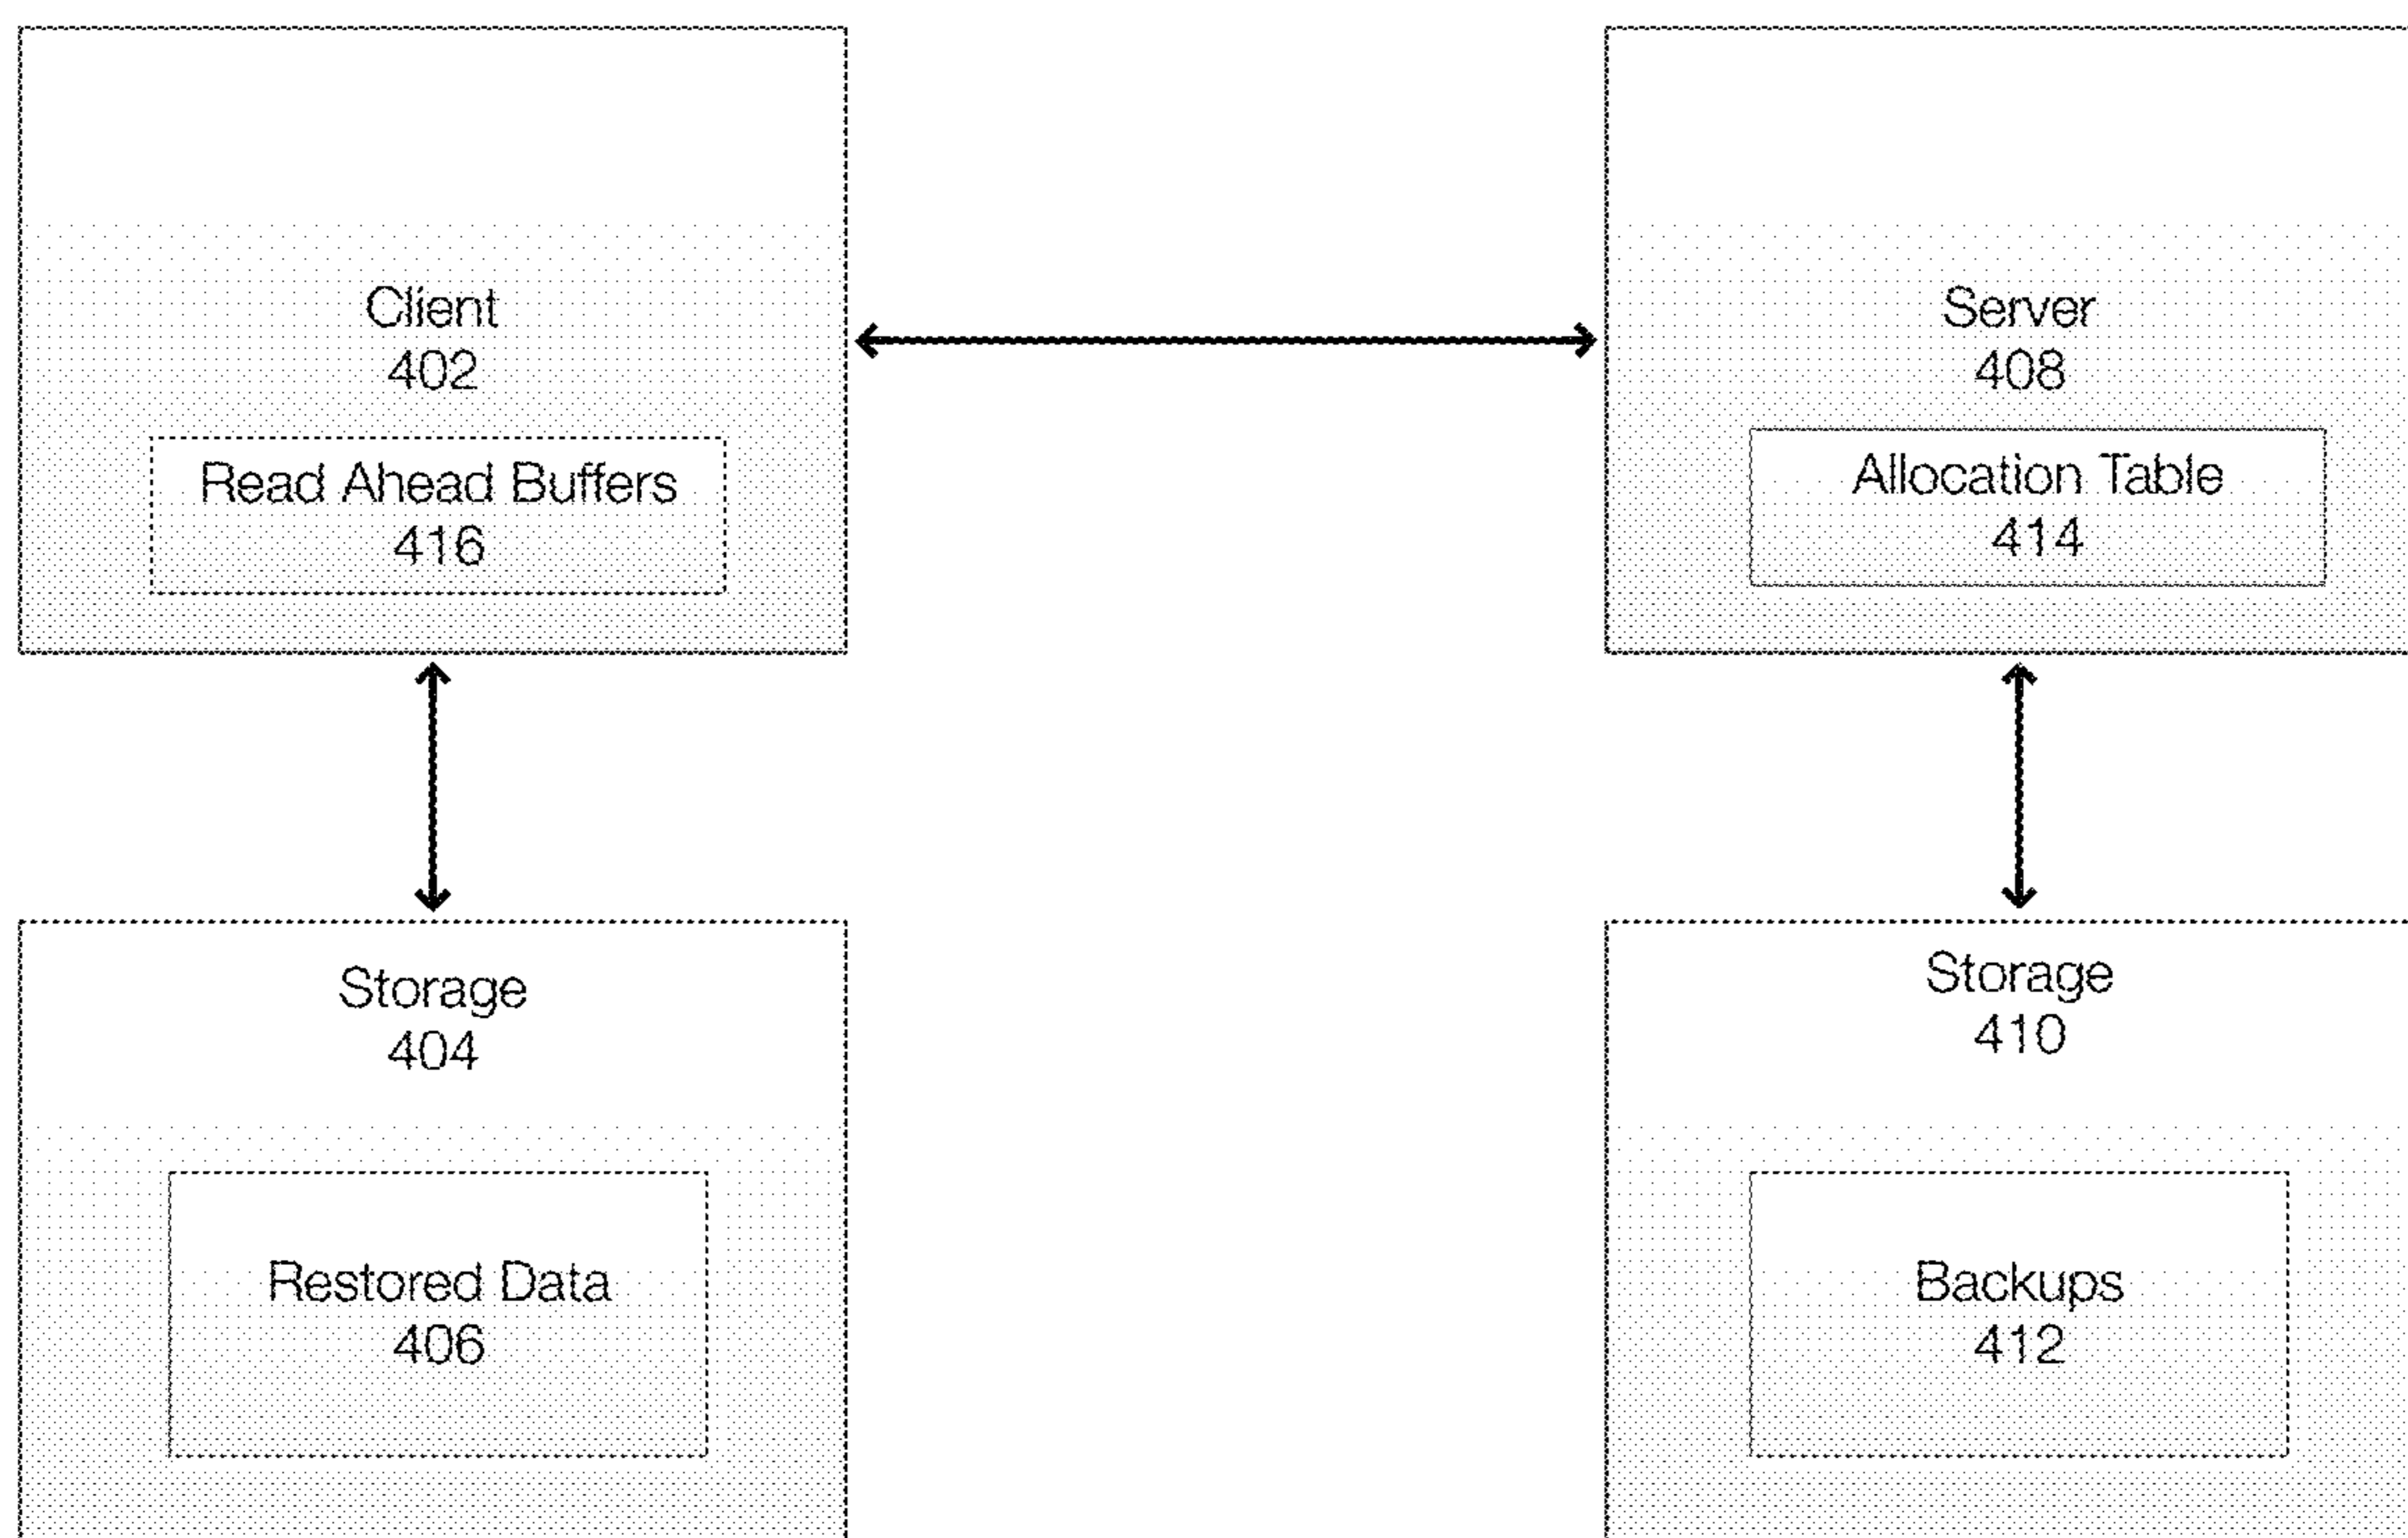 Client
402
Read Ahead Buffers
416
Server
408
Allocation Table
414
Storage
404
Restored Data
406
Storage
410
Backups
412